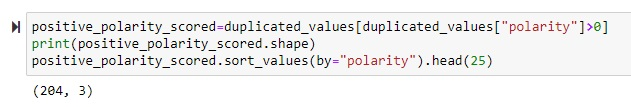 positive_polarity_scored=duplicated_values[duplicated_values["polarity"]>0]
print(positive_polarity_scored.shape)
positive_polarity_scored.sort_values(by="polarity").head(25)
(204, 3)